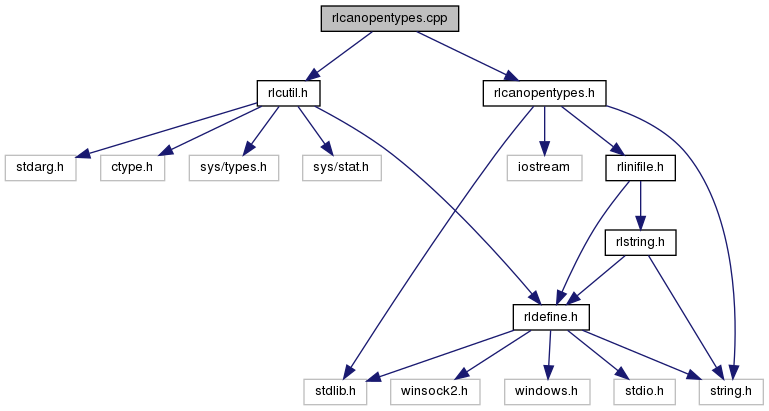 rlcanopentypes.cpp
rlcutil.h
rlcanopentypes.h
stdarg.h
ctype.h
sys/types.h
sys/stat.h
iostream
rlinifile.h
rlstring.h
rldefine.h
stdlib.h
winsock2.h
windows.h
stdio.h
string.h